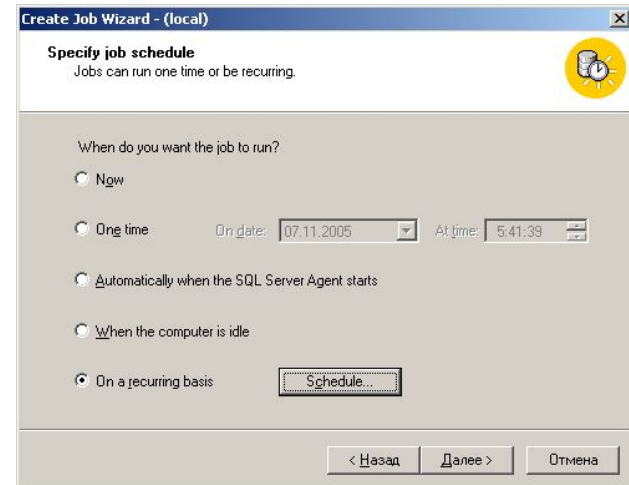 Create Job Wizard - (local)
Specify job schedule
Jobs can run one time or be recurring.
When do you want the job to run?
Now
One time On date: 07.11.2005 At time: 5:41:39
Automatically when the SQL Server Agent starts
When the computer is idle
On a recurring basis Schedule...
< Назад Далее > Отмена